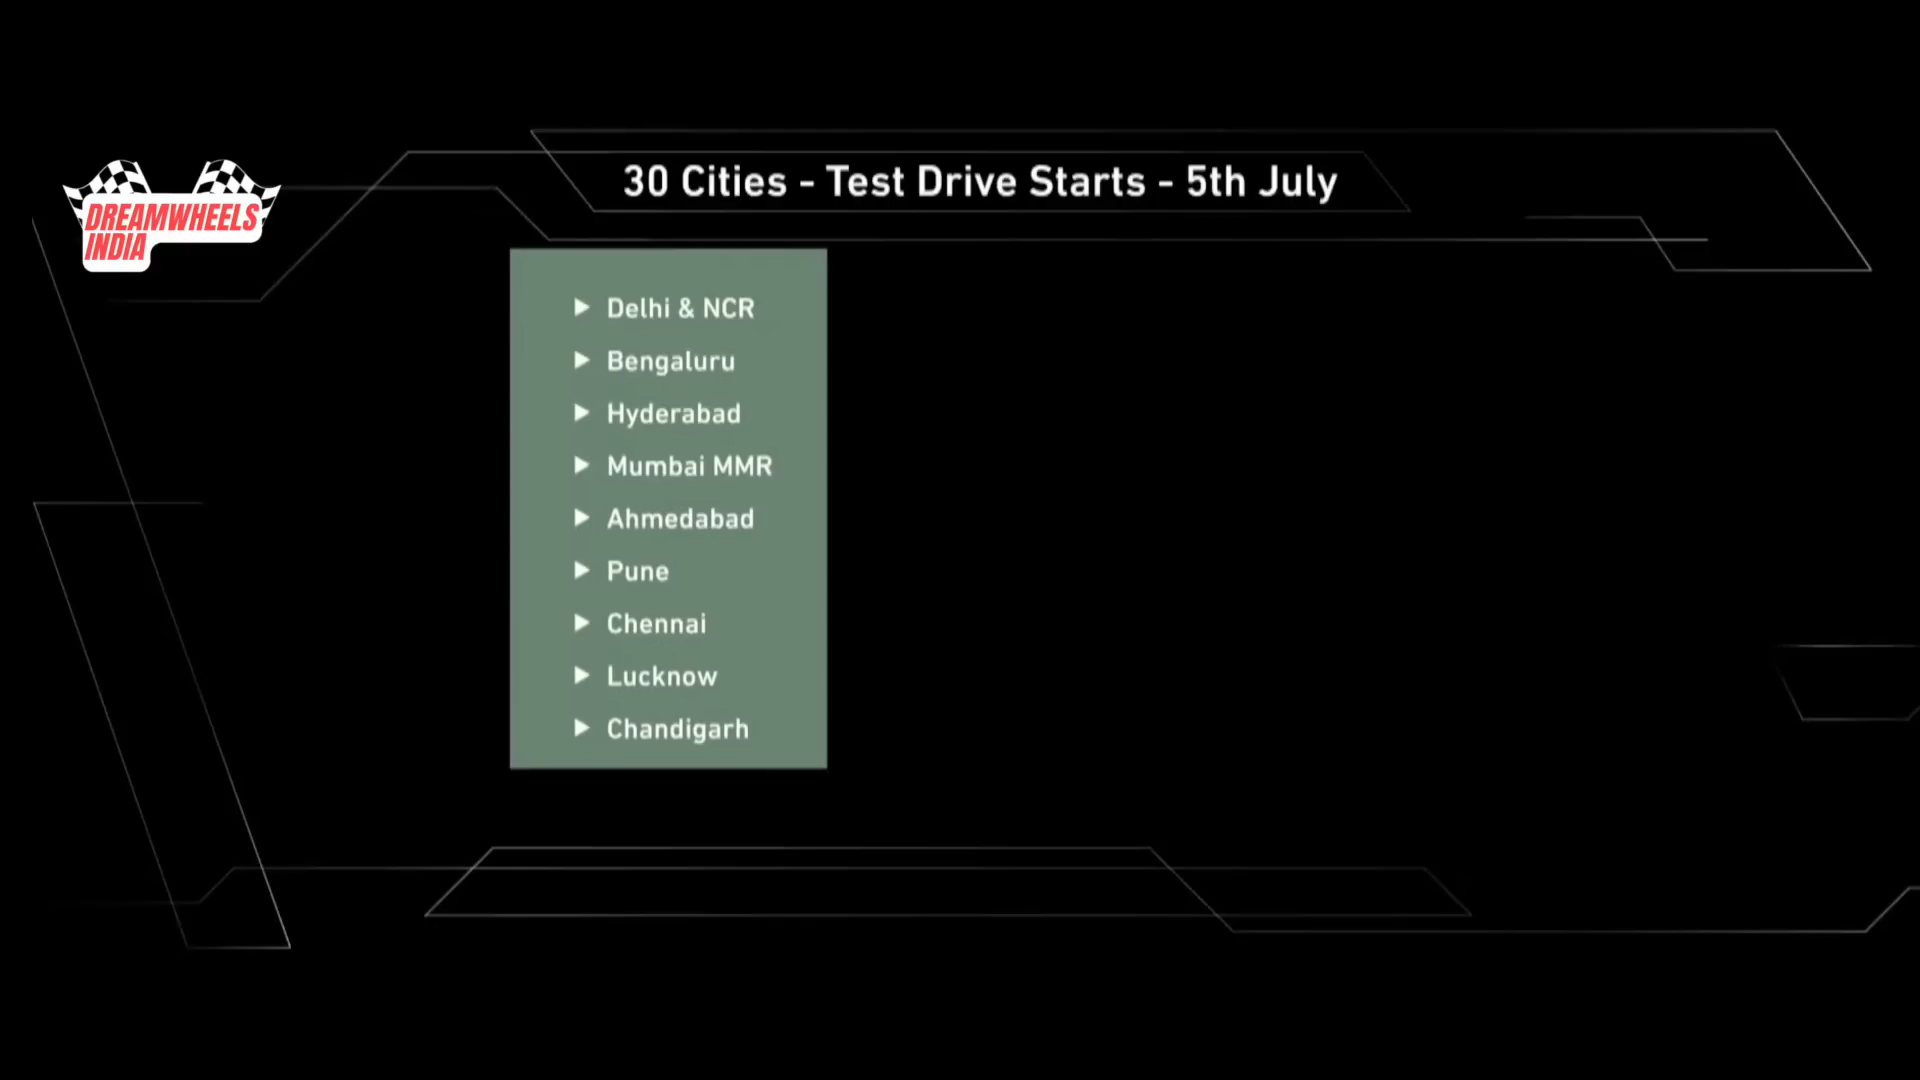 30 Cities - Test Drive Starts - 5th July
DREAMWHEELS
INDIA
Delhi & NCR
Bengaluru
Hyderabad
Mumbai MMR
Ahmedabad
Pune
Chennai
Lucknow
Chandigarh